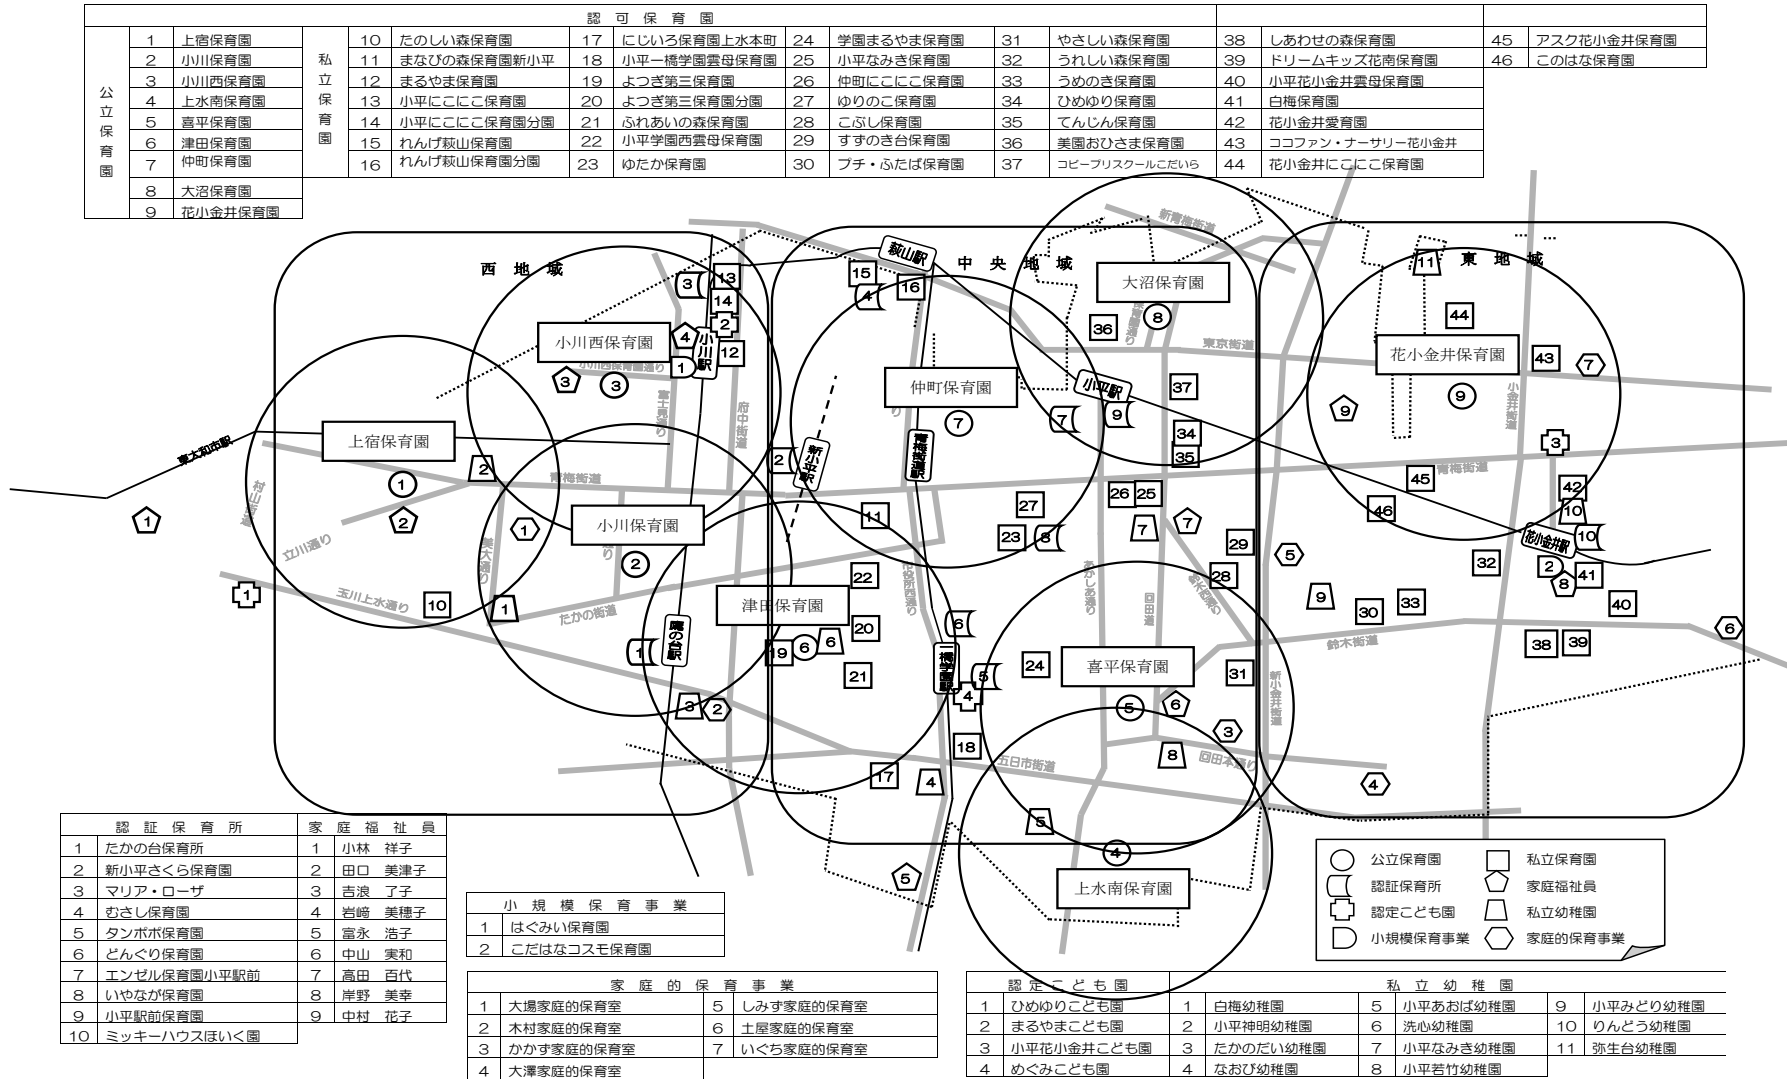 認可保育園
公立保育園
1 上宿保育園
2 小川保育園
3 小川西保育園
4 上水南保育園
5 喜平保育園
6 津田保育園
7 仲町保育園
8 大沼保育園
9 花小金井保育園
私立保育園
10 たのしい森保育園
11 まなびの森保育園新小平
12 まるやま保育園
13 小平にこにこ保育園
14 小平にこにこ保育園分園
15 れんげ萩山保育園
16 れんげ萩山保育園分園
17 にじいろ保育園上水本町
18 小平一橋学園雲母保育園
19 よつぎ第三保育園
20 よつぎ第三保育園分園
21 ふれあいの森保育園
22 小平学園西雲母保育園
23 ゆたか保育園
24 学園まるやま保育園
25 小平なみき保育園
26 仲町にこにこ保育園
27 ゆりのこ保育園
28 こぶし保育園
29 すずのき台保育園
30 プチ・ふたば保育園
31 やさしい森保育園
32 うれしい森保育園
33 うめのき保育園
34 ひめゆり保育園
35 てんじん保育園
36 美園おひさま保育園
37 コビープリスクールこだいら
38 しあわせの森保育園
39 ドリームキッズ花南保育園
40 小平花小金井雲母保育園
41 白梅保育園
42 花小金井愛育園
43 ココファン・ナーサリー花小金井
44 花小金井にこにこ保育園
45 アスク花小金井保育園
46 このはな保育園
西地域
中央地域
東地域
新青梅街道
萩山駅
大沼保育園
小川西保育園
小川駅
小川西保育園通り
富士見通り
府中街道
東京街道
花小金井保育園
仲町保育園
小平駅
小金井街道
上宿保育園
東大和市駅
新小平駅
青梅街道駅
青梅街道
青梅街道
小川保育園
立川通り
玉川上水通り
たかの街道
鷹の台駅
津田保育園
市役所西通り
一橋学園駅
あかしあ通り
回田道
喜平保育園
鈴木街道
新小金井街道
花小金井駅
五日市街道
回田本通り
上水南保育園
認証保育所
1 たかの台保育所
2 新小平さくら保育園
3 マリア・ローザ
4 むさし保育園
5 タンポポ保育園
6 どんぐり保育園
7 エンゼル保育園小平駅前
8 いやなが保育園
9 小平駅前保育園
10 ミッキーハウスほいく園
家庭福祉員
1 小林 祥子
2 田口 美津子
3 吉浪 了子
4 岩﨑 美穂子
5 富永 浩子
6 中山 実和
7 高田 百代
8 岸野 美幸
9 中村 花子
小規模保育事業
1 はぐみい保育園
2 こだはなコスモ保育園
家庭的保育事業
1 大場家庭的保育室
2 木村家庭的保育室
3 かかず家庭的保育室
4 大澤家庭的保育室
5 しみず家庭的保育室
6 土屋家庭的保育室
7 いぐち家庭的保育室
認定こども園
1 ひめゆりこども園
2 まるやまこども園
3 小平花小金井こども園
4 めぐみこども園
私立幼稚園
1 白梅幼稚園
2 小平神明幼稚園
3 たかのだい幼稚園
4 なおび幼稚園
5 小平あおば幼稚園
6 洗心幼稚園
7 小平なみき幼稚園
8 小平若竹幼稚園
9 小平みどり幼稚園
10 りんどう幼稚園
11 弥生台幼稚園
公立保育園
私立保育園
認証保育所
家庭福祉員
認定こども園
私立幼稚園
小規模保育事業
家庭的保育事業